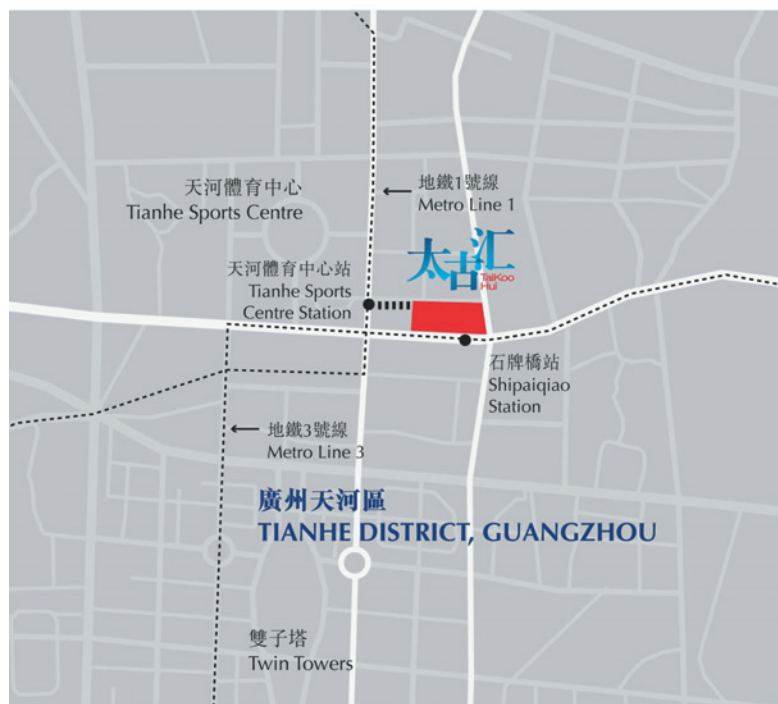 天河體育中心
Tianhe Sports Centre
地鐵1號線
Metro Line 1
太古汇
TaiKoo
Hui
天河體育中心站
Tianhe Sports
Centre Station
石牌橋站
Shipaiqiao
Station
地鐵3號線
Metro Line 3
廣州天河區
TIANHE DISTRICT, GUANGZHOU
雙子塔
Twin Towers